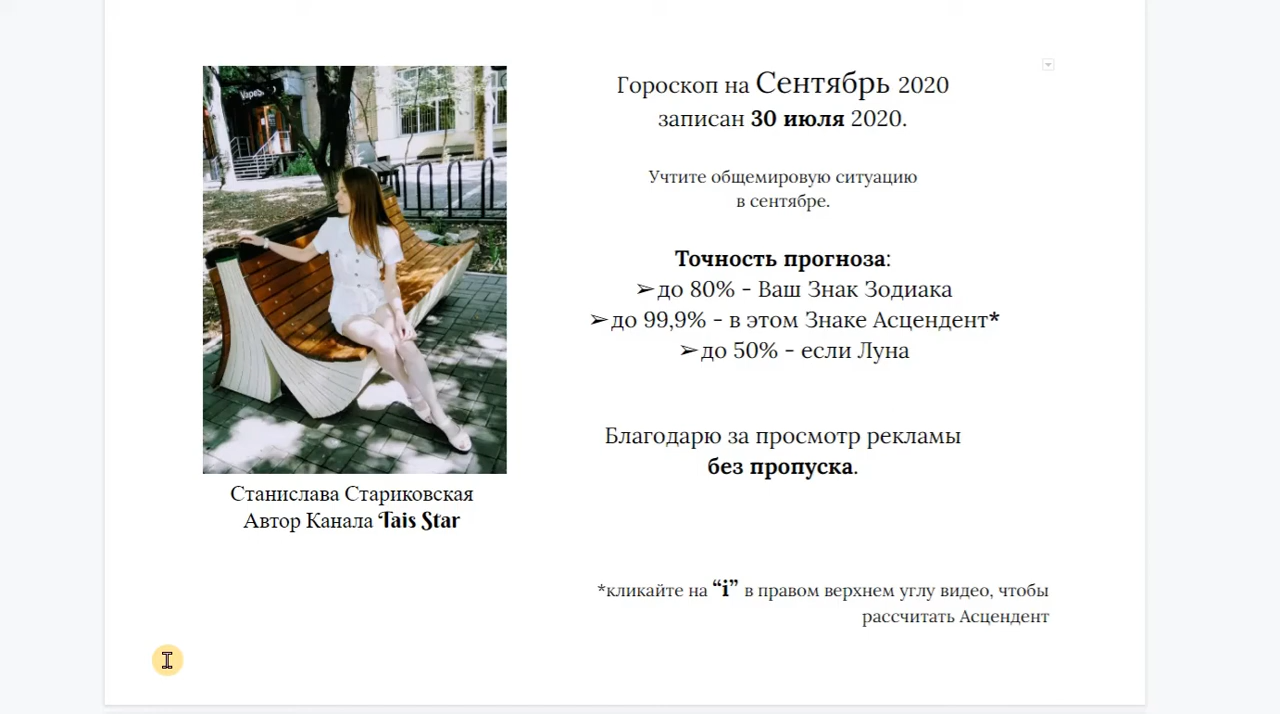 Vape
Гороскоп на Сентябрь 2020
записан 30 июля 2020.
Учтите общемировую ситуацию
в сентябре.
Точность прогноза:
➢до 80% - Ваш Знак Зодиака
➢до 99,9% - в этом Знаке Асцендент*
➢до 50% - если Луна
Благодарю за просмотр рекламы
без пропуска.
Станислава Стариковская
Автор Канала Tais Star
*кликайте на “i” в правом верхнем углу видео, чтобы
рассчитать Асцендент